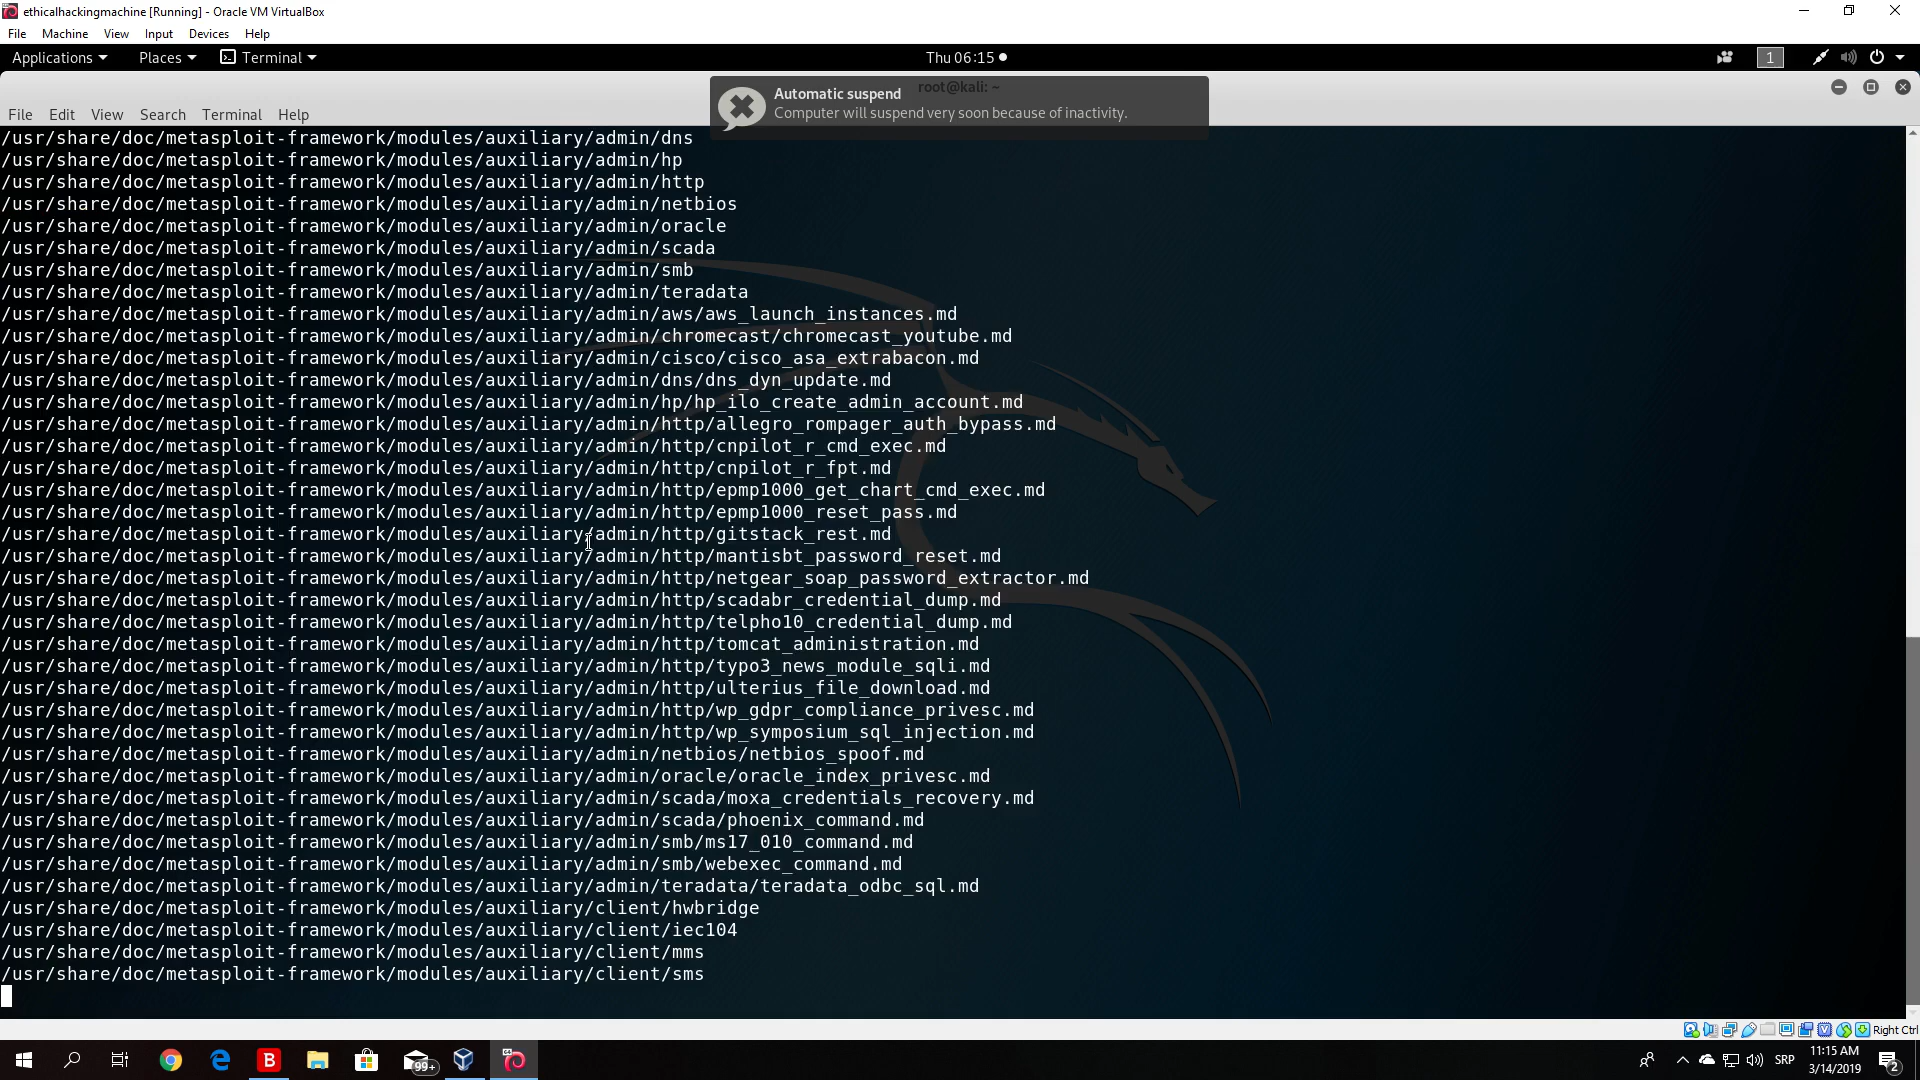 ethicalhackingmachine [Running] - Oracle VM VirtualBox
File Machine View Input Devices Help
Applications Places Terminal Thu 06:15 1
root@kali: ~
Automatic suspend
Computer will suspend very soon because of inactivity.
File Edit View Search Terminal Help
/usr/share/doc/metasploit-framework/modules/auxiliary/admin/dns
/usr/share/doc/metasploit-framework/modules/auxiliary/admin/hp
/usr/share/doc/metasploit-framework/modules/auxiliary/admin/http
/usr/share/doc/metasploit-framework/modules/auxiliary/admin/netbios
/usr/share/doc/metasploit-framework/modules/auxiliary/admin/oracle
/usr/share/doc/metasploit-framework/modules/auxiliary/admin/scada
/usr/share/doc/metasploit-framework/modules/auxiliary/admin/smb
/usr/share/doc/metasploit-framework/modules/auxiliary/admin/teradata
/usr/share/doc/metasploit-framework/modules/auxiliary/admin/aws/aws_launch_instances.md
/usr/share/doc/metasploit-framework/modules/auxiliary/admin/chromecast/chromecast_youtube.md
/usr/share/doc/metasploit-framework/modules/auxiliary/admin/cisco/cisco_asa_extrabacon.md
/usr/share/doc/metasploit-framework/modules/auxiliary/admin/dns/dns_dyn_update.md
/usr/share/doc/metasploit-framework/modules/auxiliary/admin/hp/hp_ilo_create_admin_account.md
/usr/share/doc/metasploit-framework/modules/auxiliary/admin/http/allegro_rompager_auth_bypass.md
/usr/share/doc/metasploit-framework/modules/auxiliary/admin/http/cnpilot_r_cmd_exec.md
/usr/share/doc/metasploit-framework/modules/auxiliary/admin/http/cnpilot_r_fpt.md
/usr/share/doc/metasploit-framework/modules/auxiliary/admin/http/epmp1000_get_chart_cmd_exec.md
/usr/share/doc/metasploit-framework/modules/auxiliary/admin/http/epmp1000_reset_pass.md
/usr/share/doc/metasploit-framework/modules/auxiliary/admin/http/gitstack_rest.md
/usr/share/doc/metasploit-framework/modules/auxiliary/admin/http/mantisbt_password_reset.md
/usr/share/doc/metasploit-framework/modules/auxiliary/admin/http/netgear_soap_password_extractor.md
/usr/share/doc/metasploit-framework/modules/auxiliary/admin/http/scadabr_credential_dump.md
/usr/share/doc/metasploit-framework/modules/auxiliary/admin/http/telpho10_credential_dump.md
/usr/share/doc/metasploit-framework/modules/auxiliary/admin/http/tomcat_administration.md
/usr/share/doc/metasploit-framework/modules/auxiliary/admin/http/typo3_news_module_sqli.md
/usr/share/doc/metasploit-framework/modules/auxiliary/admin/http/ulterius_file_download.md
/usr/share/doc/metasploit-framework/modules/auxiliary/admin/http/wp_gdpr_compliance_privesc.md
/usr/share/doc/metasploit-framework/modules/auxiliary/admin/http/wp_symposium_sql_injection.md
/usr/share/doc/metasploit-framework/modules/auxiliary/admin/netbios/netbios_spoof.md
/usr/share/doc/metasploit-framework/modules/auxiliary/admin/oracle/oracle_index_privesc.md
/usr/share/doc/metasploit-framework/modules/auxiliary/admin/scada/moxa_credentials_recovery.md
/usr/share/doc/metasploit-framework/modules/auxiliary/admin/scada/phoenix_command.md
/usr/share/doc/metasploit-framework/modules/auxiliary/admin/smb/ms17_010_command.md
/usr/share/doc/metasploit-framework/modules/auxiliary/admin/smb/webexec_command.md
/usr/share/doc/metasploit-framework/modules/auxiliary/admin/teradata/teradata_odbc_sql.md
/usr/share/doc/metasploit-framework/modules/auxiliary/client/hwbridge
/usr/share/doc/metasploit-framework/modules/auxiliary/client/iec104
/usr/share/doc/metasploit-framework/modules/auxiliary/client/mms
/usr/share/doc/metasploit-framework/modules/auxiliary/client/sms
Right Ctrl
B 99+ SRP 11:15 AM
3/14/2019 2